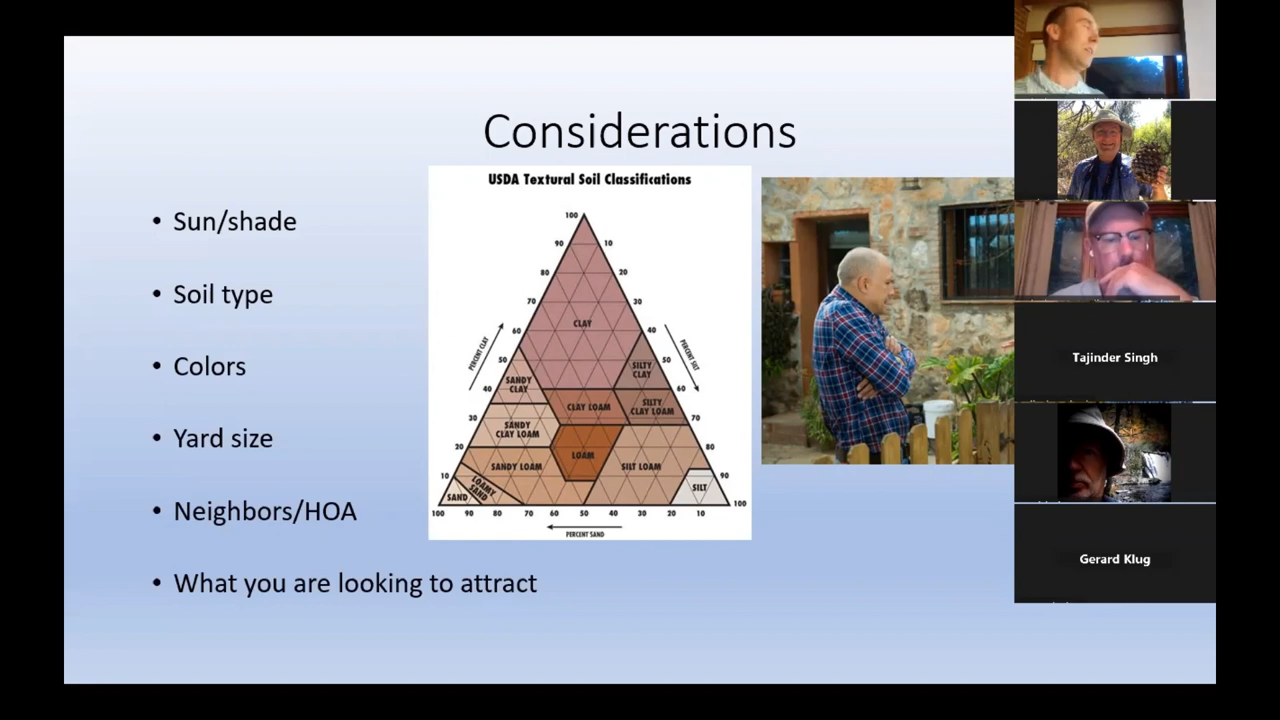 Considerations
• Sun/shade
• Soil type
• Colors
• Yard size
• Neighbors/HOA
• What you are looking to attract
USDA Textural Soil Classifications
100
90
10
80
20
70
30
60
40
50
50
40
60
30
70
20
80
10
90
100
PERCENT CLAY
PERCENT SILT
CLAY
SILTY
CLAY
SANDY
CLAY
CLAY LOAM
SILTY
CLAY LOAM
SANDY
CLAY LOAM
LOAM
SANDY LOAM
SILT LOAM
LOAMY
SAND
SAND
SILT
100 90 80 70 60 50 40 30 20 10
PERCENT SAND
Tajinder Singh
Gerard Klug